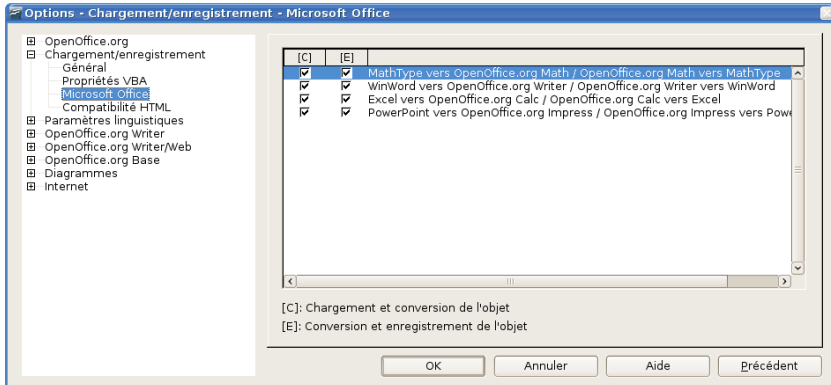 Options - Chargement/enregistrement - Microsoft Office
OpenOffice.org
Chargement/enregistrement
Général
Propriétés VBA
Microsoft Office
Compatibilité HTML
Paramètres linguistiques
OpenOffice.org Writer
OpenOffice.org Writer/Web
OpenOffice.org Base
Diagrammes
Internet
[C] [E]
MathType vers OpenOffice.org Math / OpenOffice.org Math vers MathType
WinWord vers OpenOffice.org Writer / OpenOffice.org Writer vers WinWord
Excel vers OpenOffice.org Calc / OpenOffice.org Calc vers Excel
PowerPoint vers OpenOffice.org Impress / OpenOffice.org Impress vers Powe
[C]: Chargement et conversion de l'objet
[E]: Conversion et enregistrement de l'objet
OK Annuler Aide Précédent